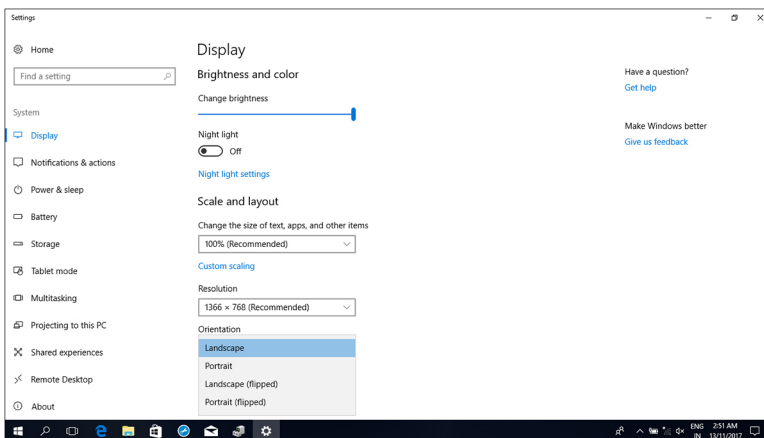 Settings
Home
Find a setting
System
Display
Notifications & actions
Power & sleep
Battery
Storage
Tablet mode
Multitasking
Projecting to this PC
Shared experiences
Remote Desktop
About
Display
Brightness and color
Change brightness
Night light
Off
Night light settings
Scale and layout
Change the size of text, apps, and other items
100% (Recommended)
Custom scaling
Resolution
1366 × 768 (Recommended)
Orientation
Landscape
Portrait
Landscape (flipped)
Portrait (flipped)
Have a question?
Get help
Make Windows better
Give us feedback
ENG 2:51 AM
IN 13/11/2017